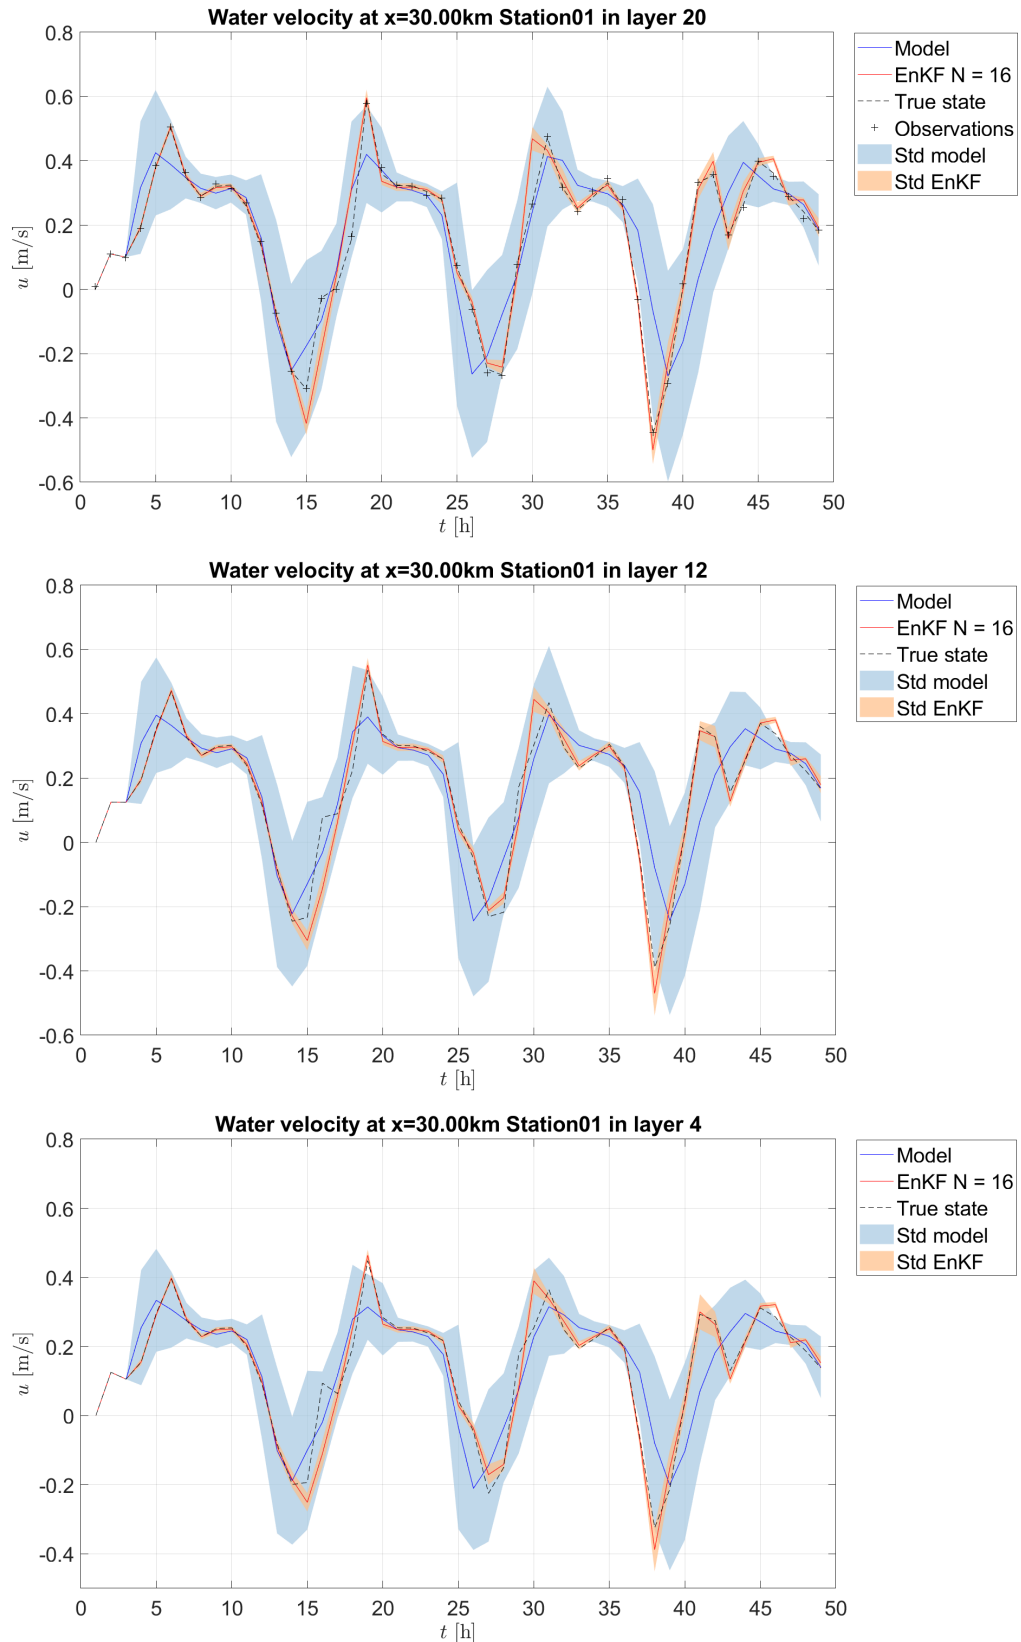 Water velocity at x=30.00km Station01 in layer 20
0.8
0.6
0.4
0.2
0
-0.2
-0.4
-0.6
u [m/s]
0 5 10 15 20 25 30 35 40 45 50
t [h]
Model
EnKF N = 16
True state
Observations
Std model
Std EnKF
Water velocity at x=30.00km Station01 in layer 12
0.8
0.6
0.4
0.2
0
-0.2
-0.4
-0.6
u [m/s]
0 5 10 15 20 25 30 35 40 45 50
t [h]
Model
EnKF N = 16
True state
Std model
Std EnKF
Water velocity at x=30.00km Station01 in layer 4
0.8
0.6
0.4
0.2
0
-0.2
-0.4
u [m/s]
0 5 10 15 20 25 30 35 40 45 50
t [h]
Model
EnKF N = 16
True state
Std model
Std EnKF